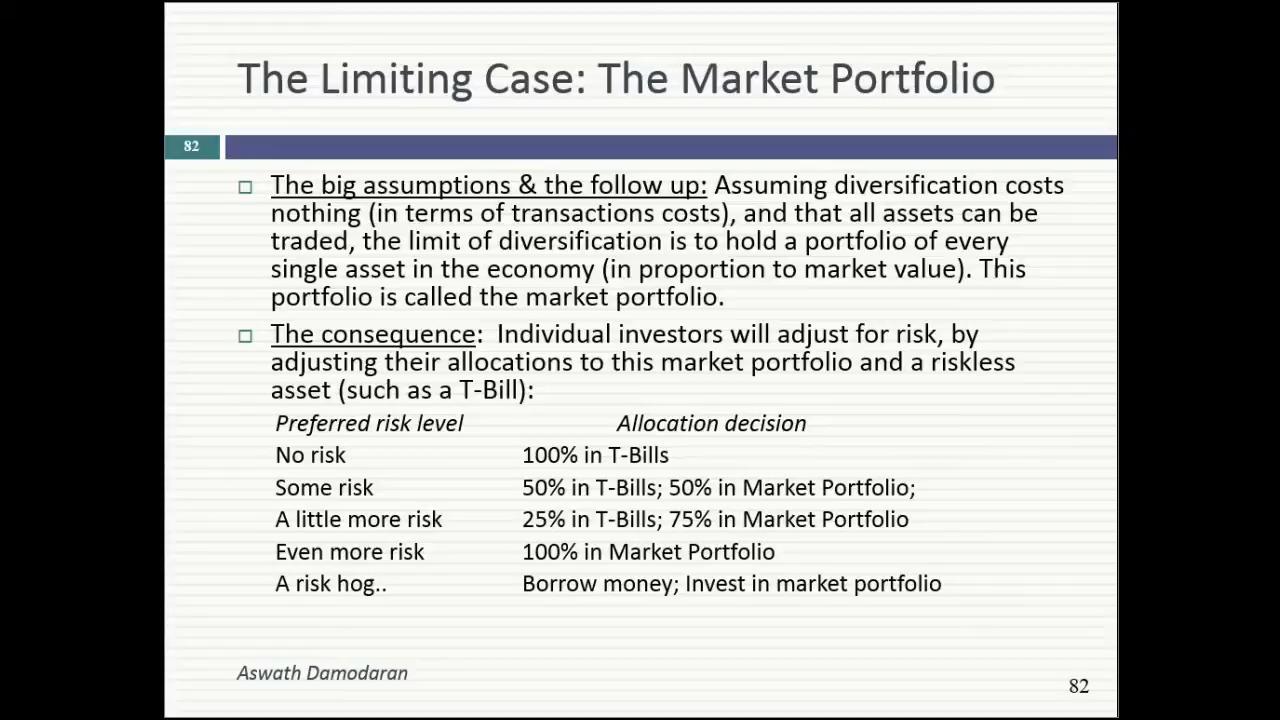 The Limiting Case: The Market Portfolio
82
The big assumptions & the follow up: Assuming diversification costs
nothing (in terms of transactions costs), and that all assets can be
traded, the limit of diversification is to hold a portfolio of every
single asset in the economy (in proportion to market value). This
portfolio is called the market portfolio.
The consequence: Individual investors will adjust for risk, by
adjusting their allocations to this market portfolio and a riskless
asset (such as a T-Bill):
Preferred risk level Allocation decision
No risk 100% in T-Bills
Some risk 50% in T-Bills; 50% in Market Portfolio;
A little more risk 25% in T-Bills; 75% in Market Portfolio
Even more risk 100% in Market Portfolio
A risk hog.. Borrow money; Invest in market portfolio
Aswath Damodaran
82